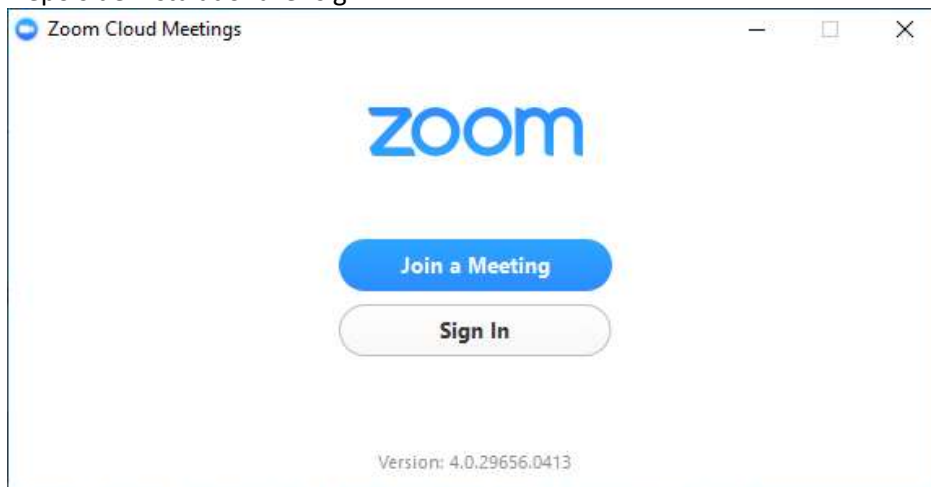 Zoom Cloud Meetings
zoom
Join a Meeting
Sign In
Version: 4.0.29656.0413